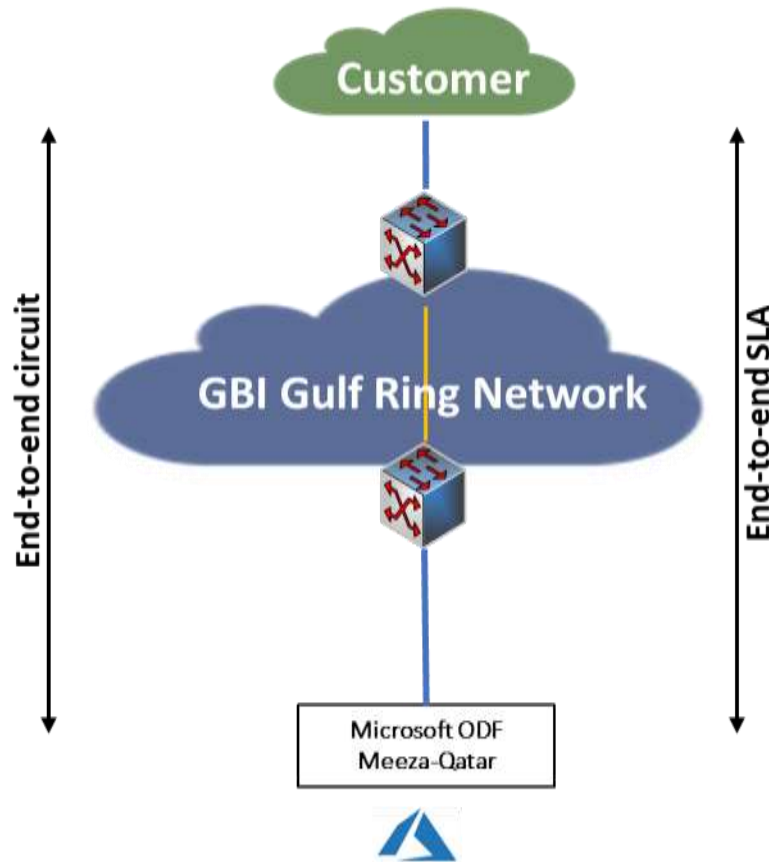 Customer
End-to-end circuit
GBI Gulf Ring Network
End-to-end SLA
Microsoft ODF
Meeza-Qatar